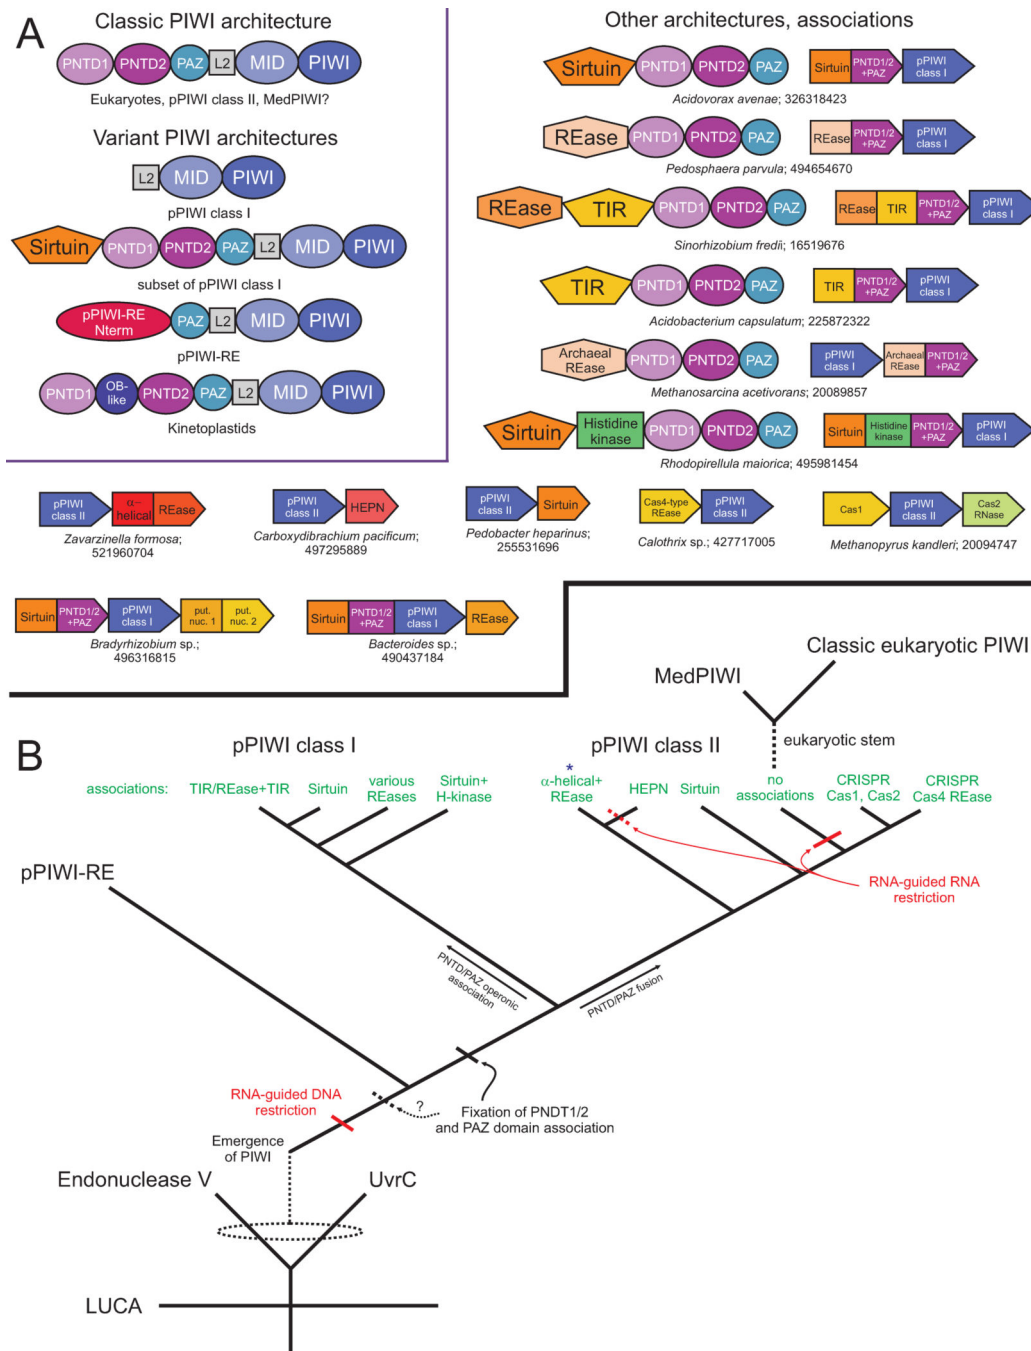 A
Classic PIWI architecture
PNTD1 PNTD2 PAZ L2 MID PIWI
Eukaryotes, pPIWI class II, MedPIWI?
Variant PIWI architectures
L2 MID PIWI
pPIWI class I
Sirtuin PNTD1 PNTD2 PAZ L2 MID PIWI
subset of pPIWI class I
pPIWI-RE
Nterm PAZ L2 MID PIWI
pPIWI-RE
PNTD1 OB-
like PNTD2 PAZ L2 MID PIWI
Kinetoplastids
Other architectures, associations
Sirtuin PNTD1 PNTD2 PAZ Sirtuin PNTD1/2
+PAZ pPIWI
class I
Acidovorax avenae; 326318423
REase PNTD1 PNTD2 PAZ REase PNTD1/2
+PAZ pPIWI
class I
Pedosphaera parvula; 494654670
REase TIR PNTD1 PNTD2 PAZ REase TIR PNTD1/2
+PAZ pPIWI
class I
Sinorhizobium fredii; 16519676
TIR PNTD1 PNTD2 PAZ TIR PNTD1/2
+PAZ pPIWI
class I
Acidobacterium capsulatum; 225872322
Archaeal
REase PNTD1 PNTD2 PAZ pPIWI
class I Archaeal
REase PNTD1/2
+PAZ
Methanosarcina acetivorans; 20089857
Sirtuin Histidine
kinase PNTD1 PNTD2 PAZ Sirtuin Histidine
kinase PNTD1/2
+PAZ pPIWI
class I
Rhodopirellula maiorica; 495981454
pPIWI
class II α–
helical REase
Zavarzinella formosa;
521960704
pPIWI
class II HEPN
Carboxydibrachium pacificum;
497295889
pPIWI
class II Sirtuin
Pedobacter heparinus;
255531696
Cas4-type
REase pPIWI
class II
Calothrix sp.; 427717005
Cas1 pPIWI
class II Cas2
RNase
Methanopyrus kandleri; 20094747
Sirtuin PNTD1/2
+PAZ pPIWI
class I put.
nuc. 1 put.
nuc. 2
Bradyrhizobium sp.;
496316815
Sirtuin PNTD1/2
+PAZ pPIWI
class I REase
Bacteroides sp.;
490437184
B
Classic eukaryotic PIWI
MedPIWI
eukaryotic stem
pPIWI class I
pPIWI class II
associations:
TIR/REase+TIR
Sirtuin
various
REases
Sirtuin+
H-kinase
*
α-helical+
REase
HEPN
Sirtuin
no
associations
CRISPR
Cas1, Cas2
CRISPR
Cas4 REase
pPIWI-RE
RNA-guided RNA
restriction
PNTD/PAZ operonic
association
PNTD/PAZ fusion
RNA-guided DNA
restriction
?
Fixation of PNDT1/2
and PAZ domain association
Emergence
of PIWI
Endonuclease V
UvrC
LUCA